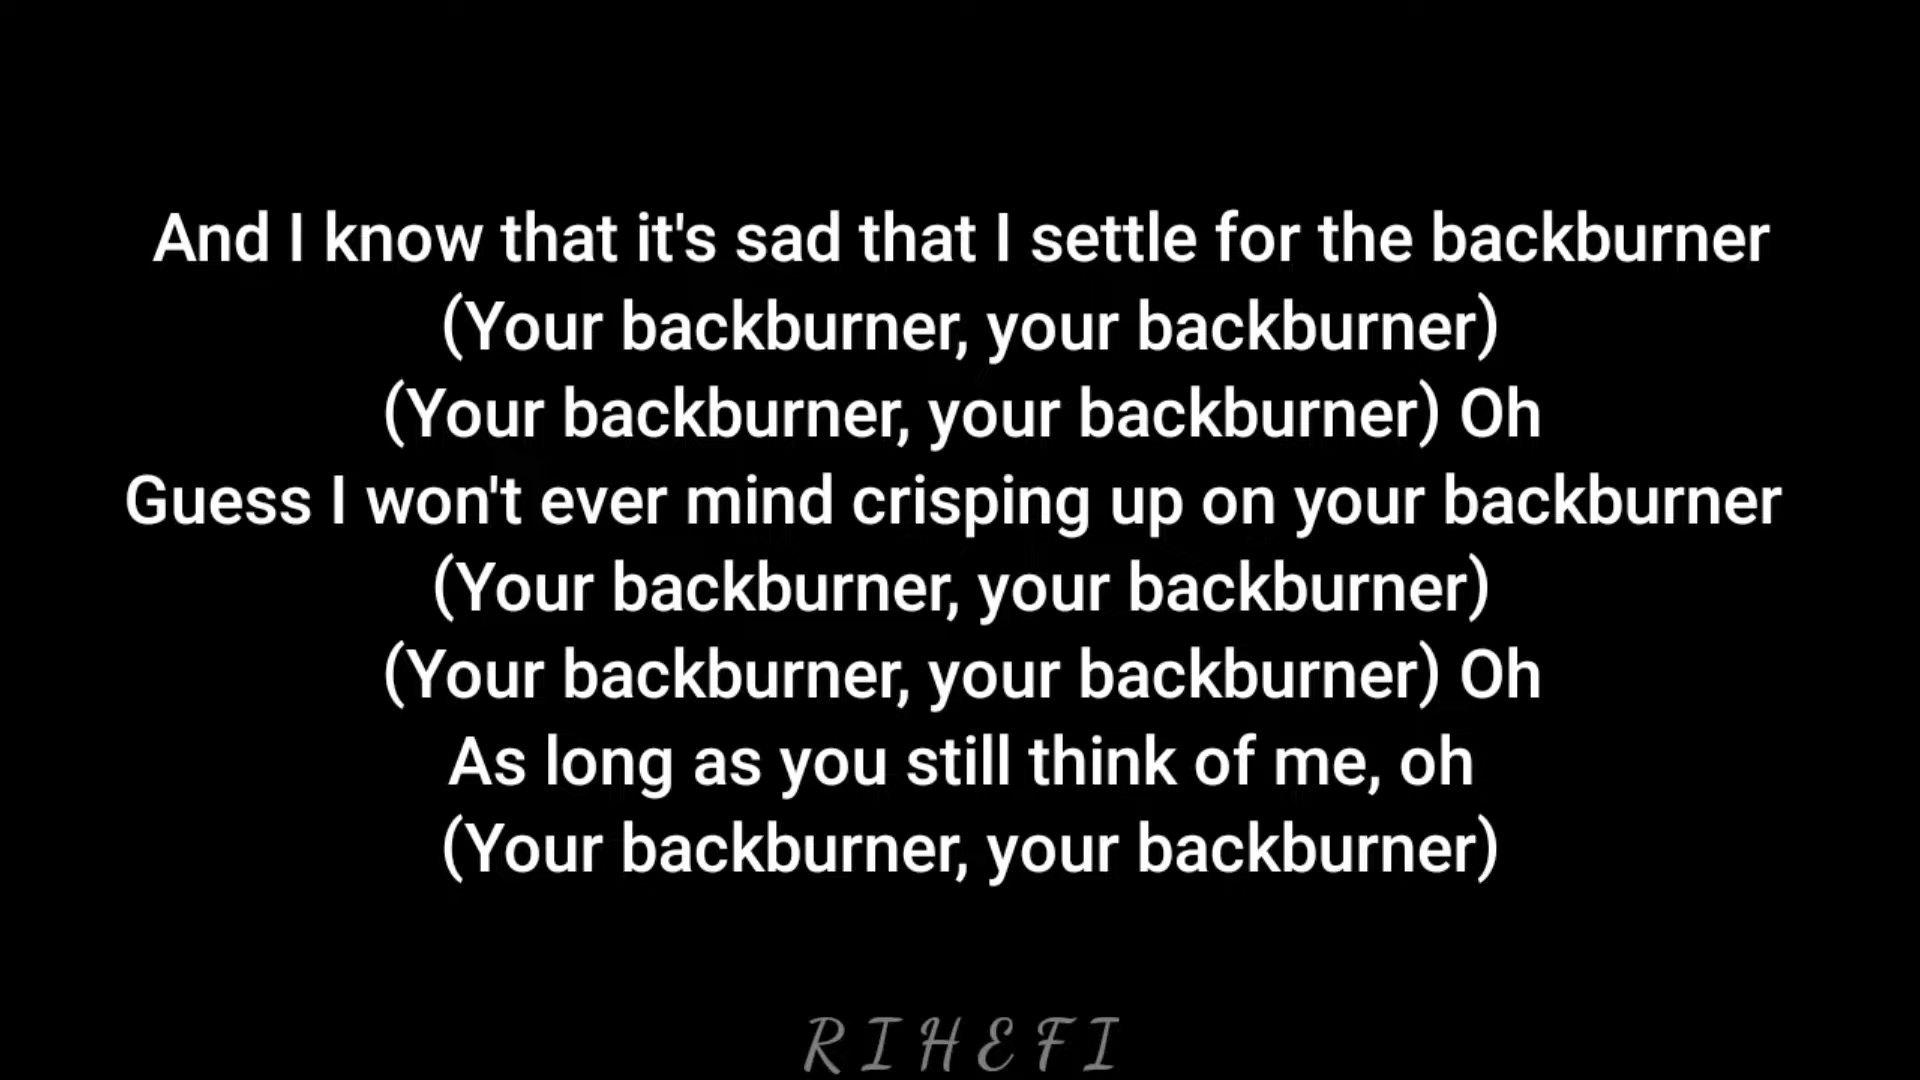 And I know that it's sad that I settle for the backburner
(Your backburner, your backburner)
(Your backburner, your backburner) Oh
Guess I won't ever mind crisping up on your backburner
(Your backburner, your backburner)
(Your backburner, your backburner) Oh
As long as you still think of me, oh
(Your backburner, your backburner)
RIHEFI